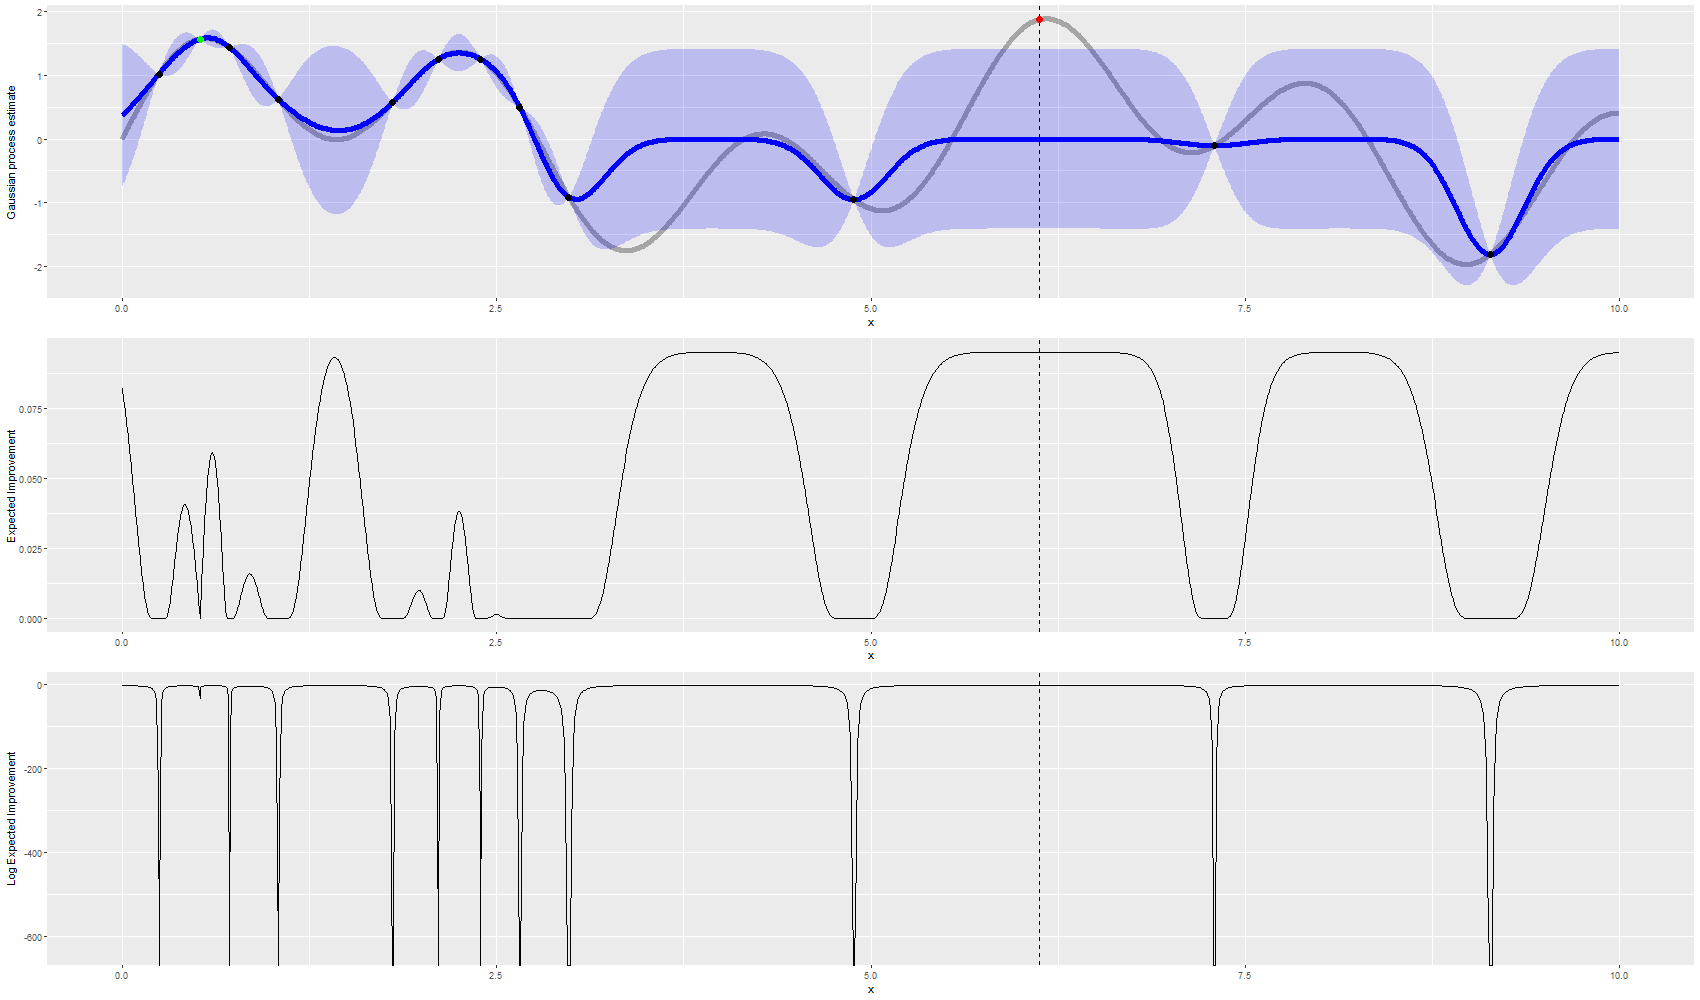 Gaussian process estimate
2
1
0
-1
-2
0.0 2.5 5.0 7.5 10.0
x
Expected Improvement
0.075
0.050
0.025
0.000
0.0 2.5 5.0 7.5 10.0
x
Log Expected Improvement
0
-200
-400
-600
0.0 2.5 5.0 7.5 10.0
x